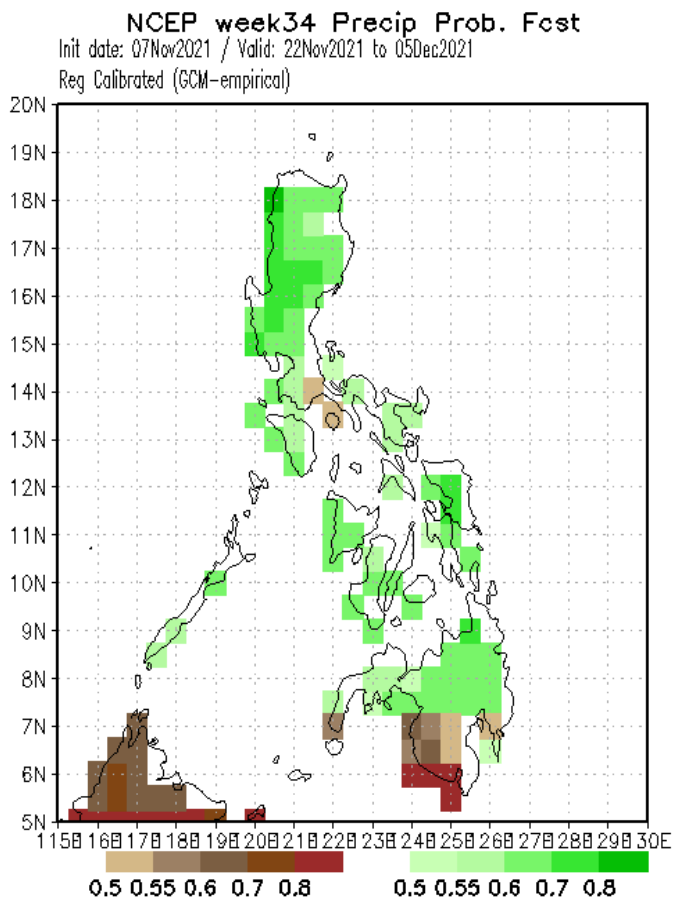 NCEP week34 Precip Prob. Fcst
Init date: 07Nov2021 / Valid: 22Nov2021 to 05Dec2021
Reg Calibrated (GCM-empirical)
20N
19N
18N
17N
16N
15N
14N
13N
12N
11N
10N
9N
8N
7N
6N
5N
115E 116E 117E 118E 119E 120E 121E 122E 123E 124E 125E 126E 127E 128E 129E 130E
0.5 0.55 0.6 0.7 0.8 0.5 0.55 0.6 0.7 0.8